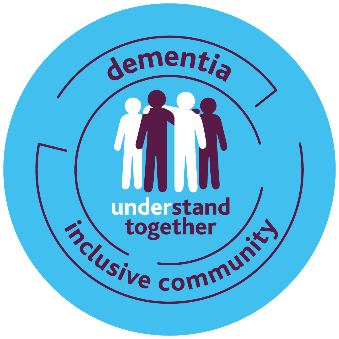 dementia
understand
together
inclusive community